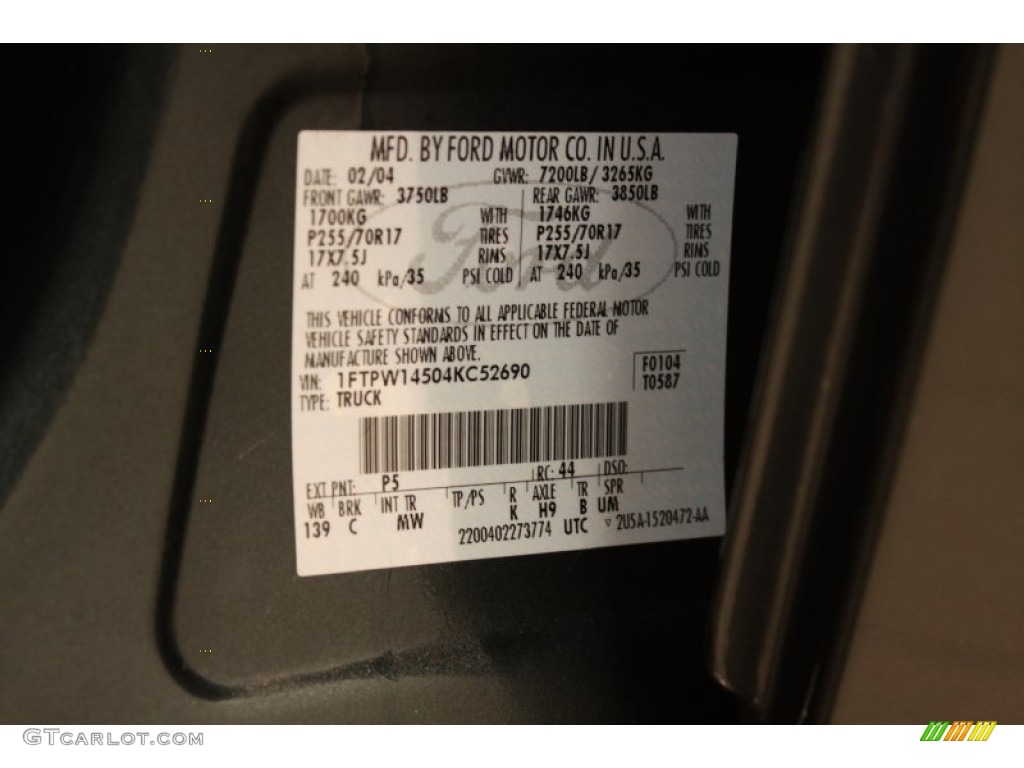 MFD. BY FORD MOTOR CO. IN U.S.A.
DATE: 02/04 GVWR: 7200LB/ 3265KG
FRONT GAWR: 3750LB REAR GAWR: 3850LB
1700KG WITH 1746KG WITH
P255/70R17 TIRES P255/70R17 TIRES
17X7.5J RIMS 17X7.5J RIMS
AT 240 kPa/35 PSI COLD AT 240 kPa/35 PSI COLD
Ford
THIS VEHICLE CONFORMS TO ALL APPLICABLE FEDERAL MOTOR
VEHICLE SAFETY STANDARDS IN EFFECT ON THE DATE OF
MANUFACTURE SHOWN ABOVE.
VIN: 1FTPW14504KC52690 F0104
TYPE: TRUCK T0587
EXT PNT: P5 RC: 44 DSO:
WB BRK INT TR TP/PS R AXLE TR SPR
139 C MW K H9 B UM
2200402273774 UTC ▽ 2U5A-1520472-AA
GTCarlot.com